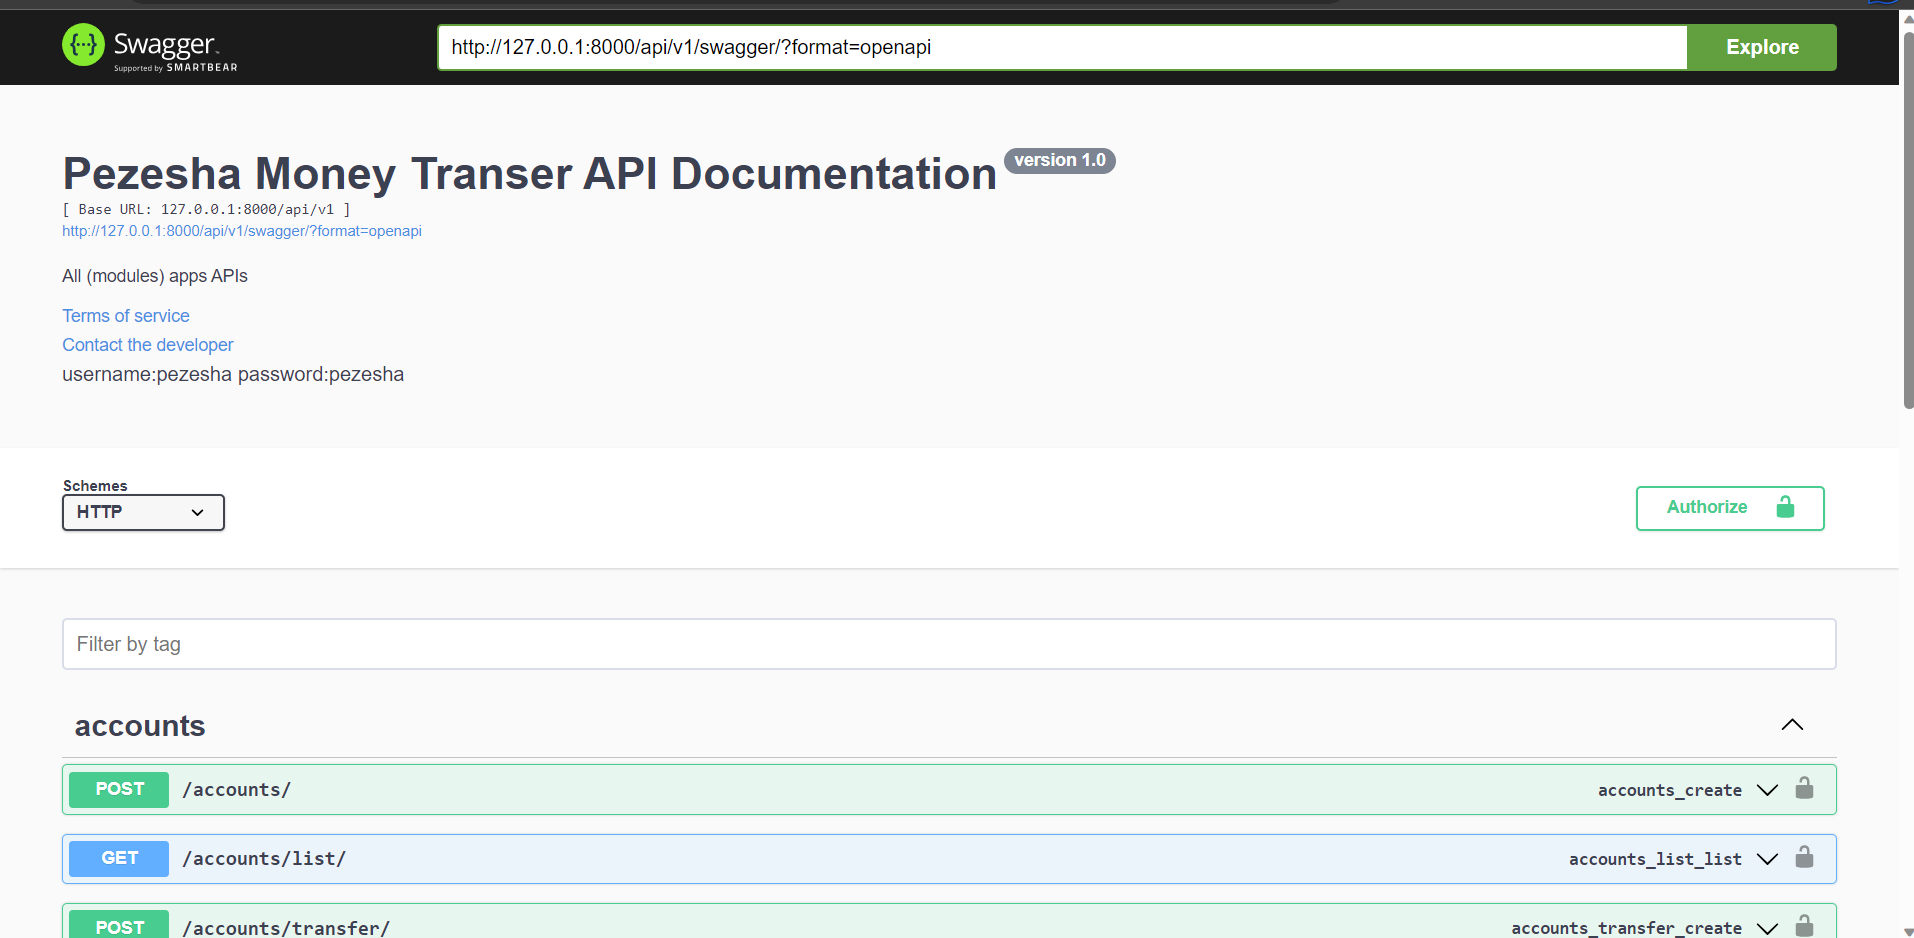 Swagger
Supported by SMARTBEAR
http://127.0.0.1:8000/api/v1/swagger/?format=openapi
Explore
Pezesha Money Transer API Documentation version 1.0
[ Base URL: 127.0.0.1:8000/api/v1 ]
http://127.0.0.1:8000/api/v1/swagger/?format=openapi
All (modules) apps APIs
Terms of service
Contact the developer
username:pezesha password:pezesha
Schemes
HTTP
Authorize
Filter by tag
accounts
POST /accounts/ accounts_create
GET /accounts/list/ accounts_list_list
POST /accounts/transfer/ accounts_transfer_create